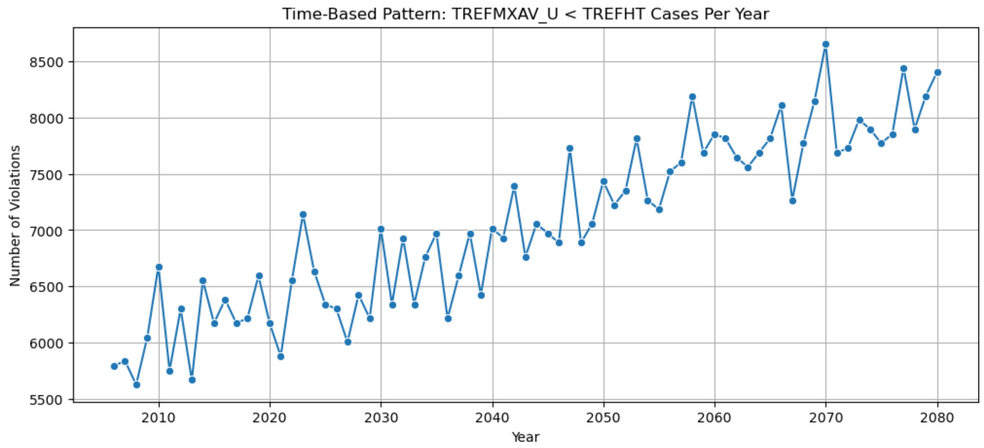 Time-Based Pattern: TREFMXAV_U < TREFHT Cases Per Year
8500
8000
7500
7000
6500
6000
5500
Number of Violations
2010 2020 2030 2040 2050 2060 2070 2080
Year